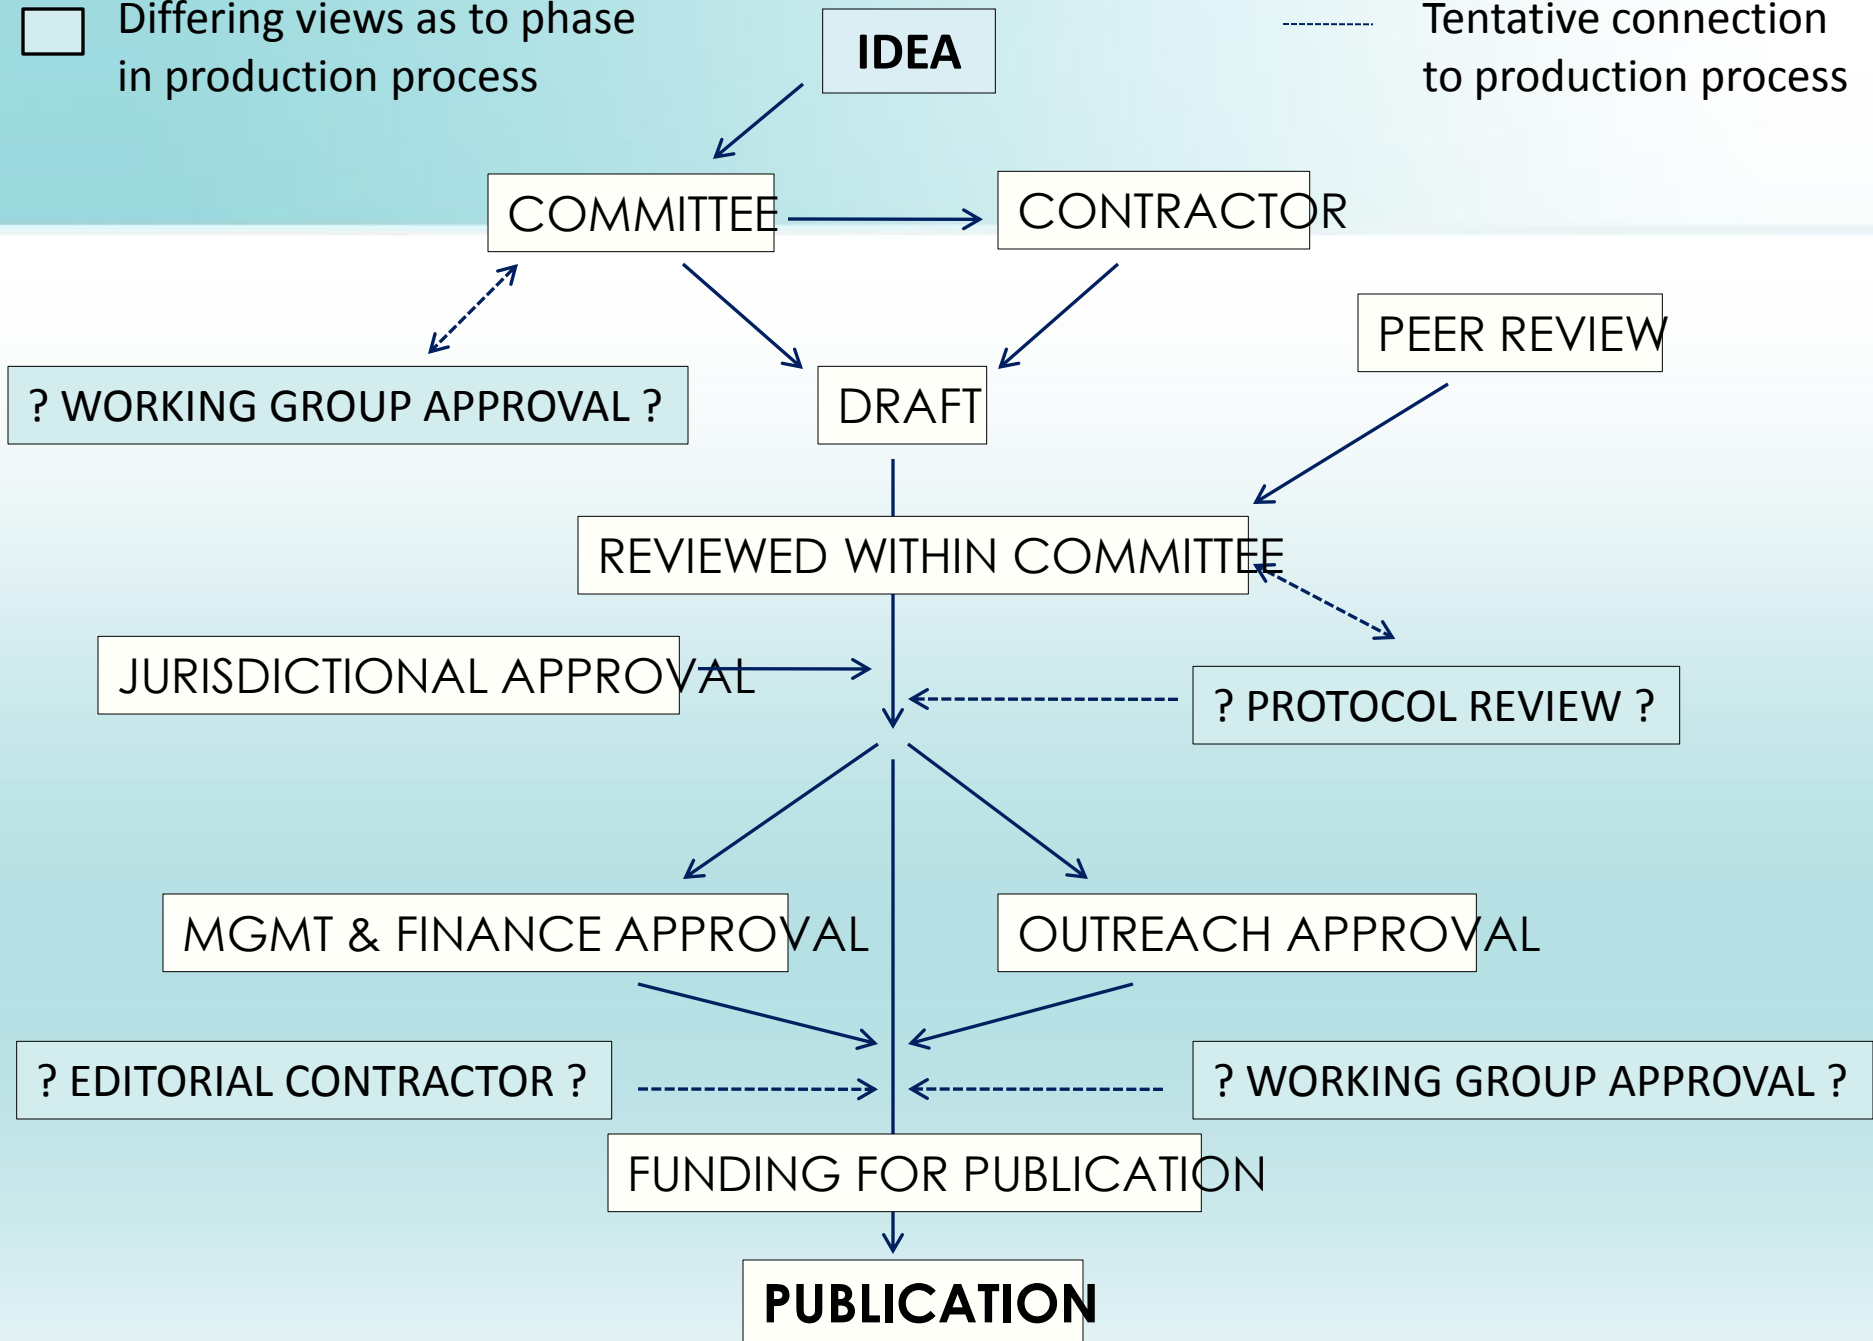 Differing views as to phase
in production process
IDEA
Tentative connection
to production process
COMMITTEE
CONTRACTOR
PEER REVIEW
? WORKING GROUP APPROVAL ?
DRAFT
REVIEWED WITHIN COMMITTEE
JURISDICTIONAL APPROVAL
? PROTOCOL REVIEW ?
MGMT & FINANCE APPROVAL
OUTREACH APPROVAL
? EDITORIAL CONTRACTOR ?
? WORKING GROUP APPROVAL ?
FUNDING FOR PUBLICATION
PUBLICATION